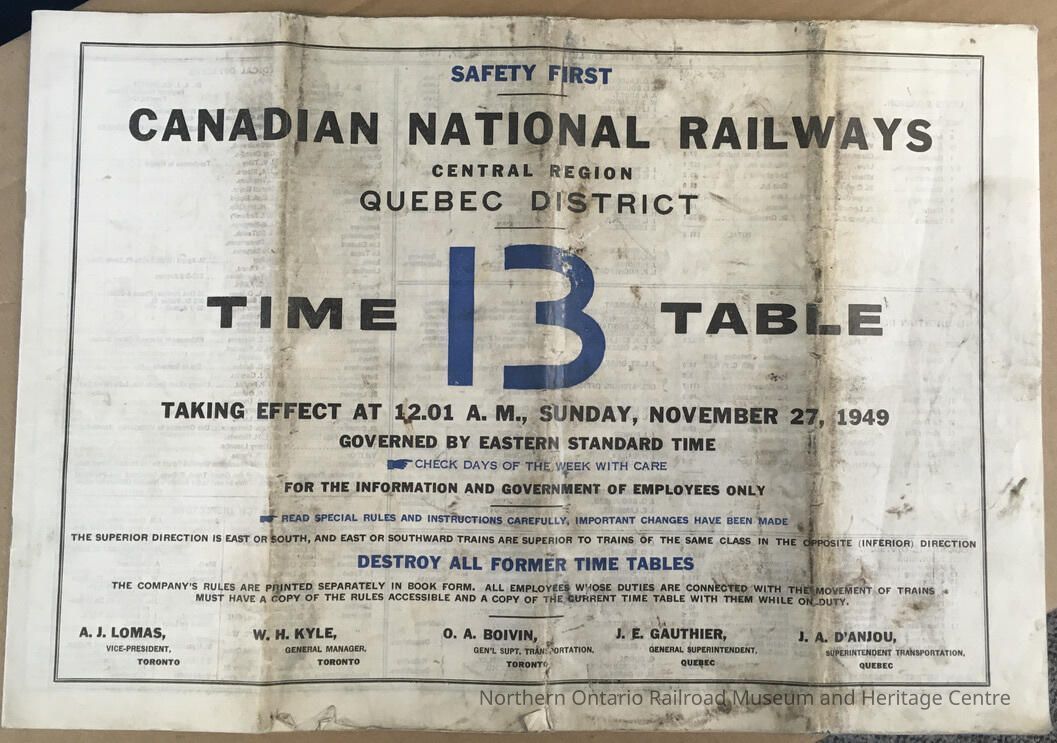 SAFETY FIRST
CANADIAN NATIONAL RAILWAYS
CENTRAL REGION
QUEBEC DISTRICT
TIME 13 TABLE
TAKING EFFECT AT 12.01 A. M., SUNDAY, NOVEMBER 27, 1949
GOVERNED BY EASTERN STANDARD TIME
CHECK DAYS OF THE WEEK WITH CARE
FOR THE INFORMATION AND GOVERNMENT OF EMPLOYEES ONLY
READ SPECIAL RULES AND INSTRUCTIONS CAREFULLY, IMPORTANT CHANGES HAVE BEEN MADE
THE SUPERIOR DIRECTION IS EAST OR SOUTH, AND EAST OR SOUTHWARD TRAINS ARE SUPERIOR TO TRAINS OF THE SAME CLASS IN THE OPPOSITE (INFERIOR) DIRECTION
DESTROY ALL FORMER TIME TABLES
THE COMPANY'S RULES ARE PRINTED SEPARATELY IN BOOK FORM. ALL EMPLOYEES WHOSE DUTIES ARE CONNECTED WITH THE MOVEMENT OF TRAINS
MUST HAVE A COPY OF THE RULES ACCESSIBLE AND A COPY OF THE CURRENT TIME TABLE WITH THEM WHILE ON DUTY.
A. J. LOMAS, W. H. KYLE, O. A. BOIVIN, J. E. GAUTHIER, J. A. D'ANJOU,
VICE-PRESIDENT, GENERAL MANAGER, GEN'L SUPT. TRANSPORTATION, GENERAL SUPERINTENDENT, SUPERINTENDENT TRANSPORTATION,
TORONTO TORONTO TORONTO QUEBEC QUEBEC
Northern Ontario Railroad Museum and Heritage Centre